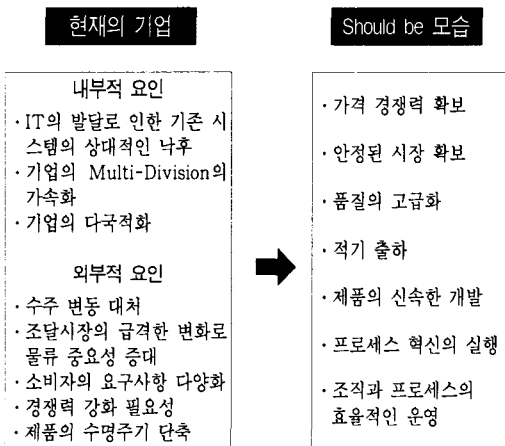 현재의 기업
내부적 요인
· IT의 발달로 인한 기존 시
스템의 상대적인 낙후
· 기업의 Multi-Division의
가속화
· 기업의 다국적화
외부적 요인
· 수주 변동 대처
· 조달시장의 급격한 변화로
물류 중요성 증대
· 소비자의 요구사항 다양화
· 경쟁력 강화 필요성
· 제품의 수명주기 단축
Should be 모습
· 가격 경쟁력 확보
· 안정된 시장 확보
· 품질의 고급화
· 적기 출하
· 제품의 신속한 개발
· 프로세스 혁신의 실행
· 조직과 프로세스의
효율적인 운영